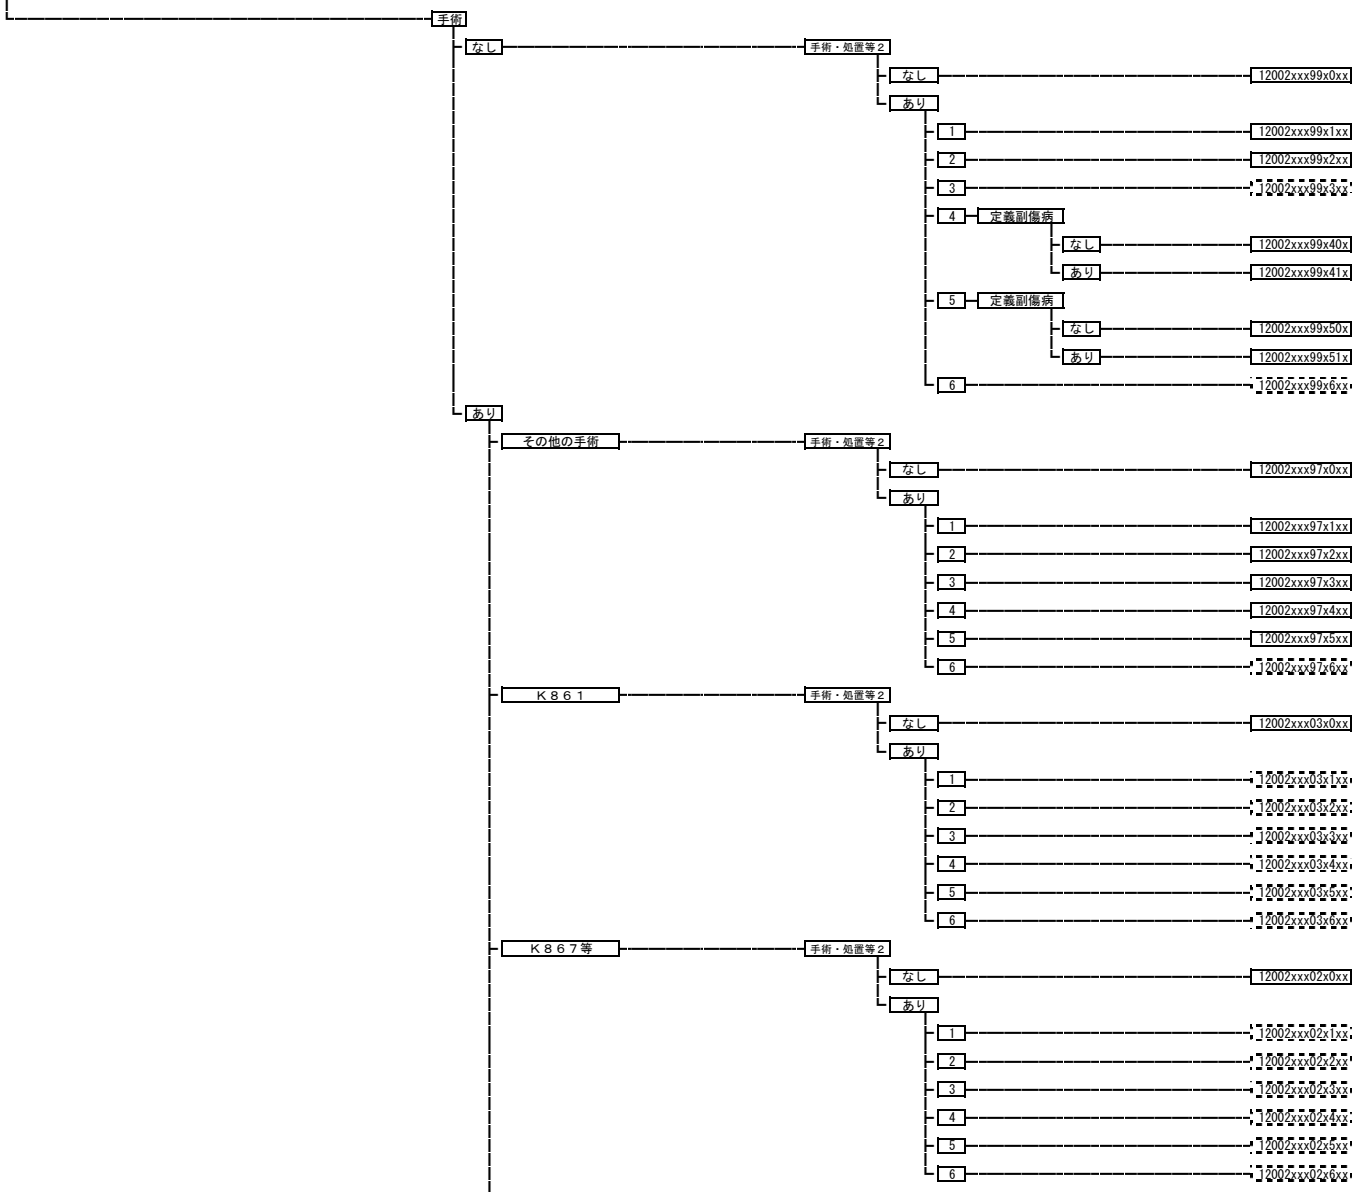 手術
なし 手術・処置等2
なし 12002xxx99x0xx
あり
1 12002xxx99x1xx
2 12002xxx99x2xx
3 12002xxx99x3xx
4 定義副傷病
なし 12002xxx99x40x
あり 12002xxx99x41x
5 定義副傷病
なし 12002xxx99x50x
あり 12002xxx99x51x
6 12002xxx99x6xx
あり
その他の手術 手術・処置等2
なし 12002xxx97x0xx
あり
1 12002xxx97x1xx
2 12002xxx97x2xx
3 12002xxx97x3xx
4 12002xxx97x4xx
5 12002xxx97x5xx
6 12002xxx97x6xx
K861 手術・処置等2
なし 12002xxx03x0xx
あり
1 12002xxx03x1xx
2 12002xxx03x2xx
3 12002xxx03x3xx
4 12002xxx03x4xx
5 12002xxx03x5xx
6 12002xxx03x6xx
K867等 手術・処置等2
なし 12002xxx02x0xx
あり
1 12002xxx02x1xx
2 12002xxx02x2xx
3 12002xxx02x3xx
4 12002xxx02x4xx
5 12002xxx02x5xx
6 12002xxx02x6xx